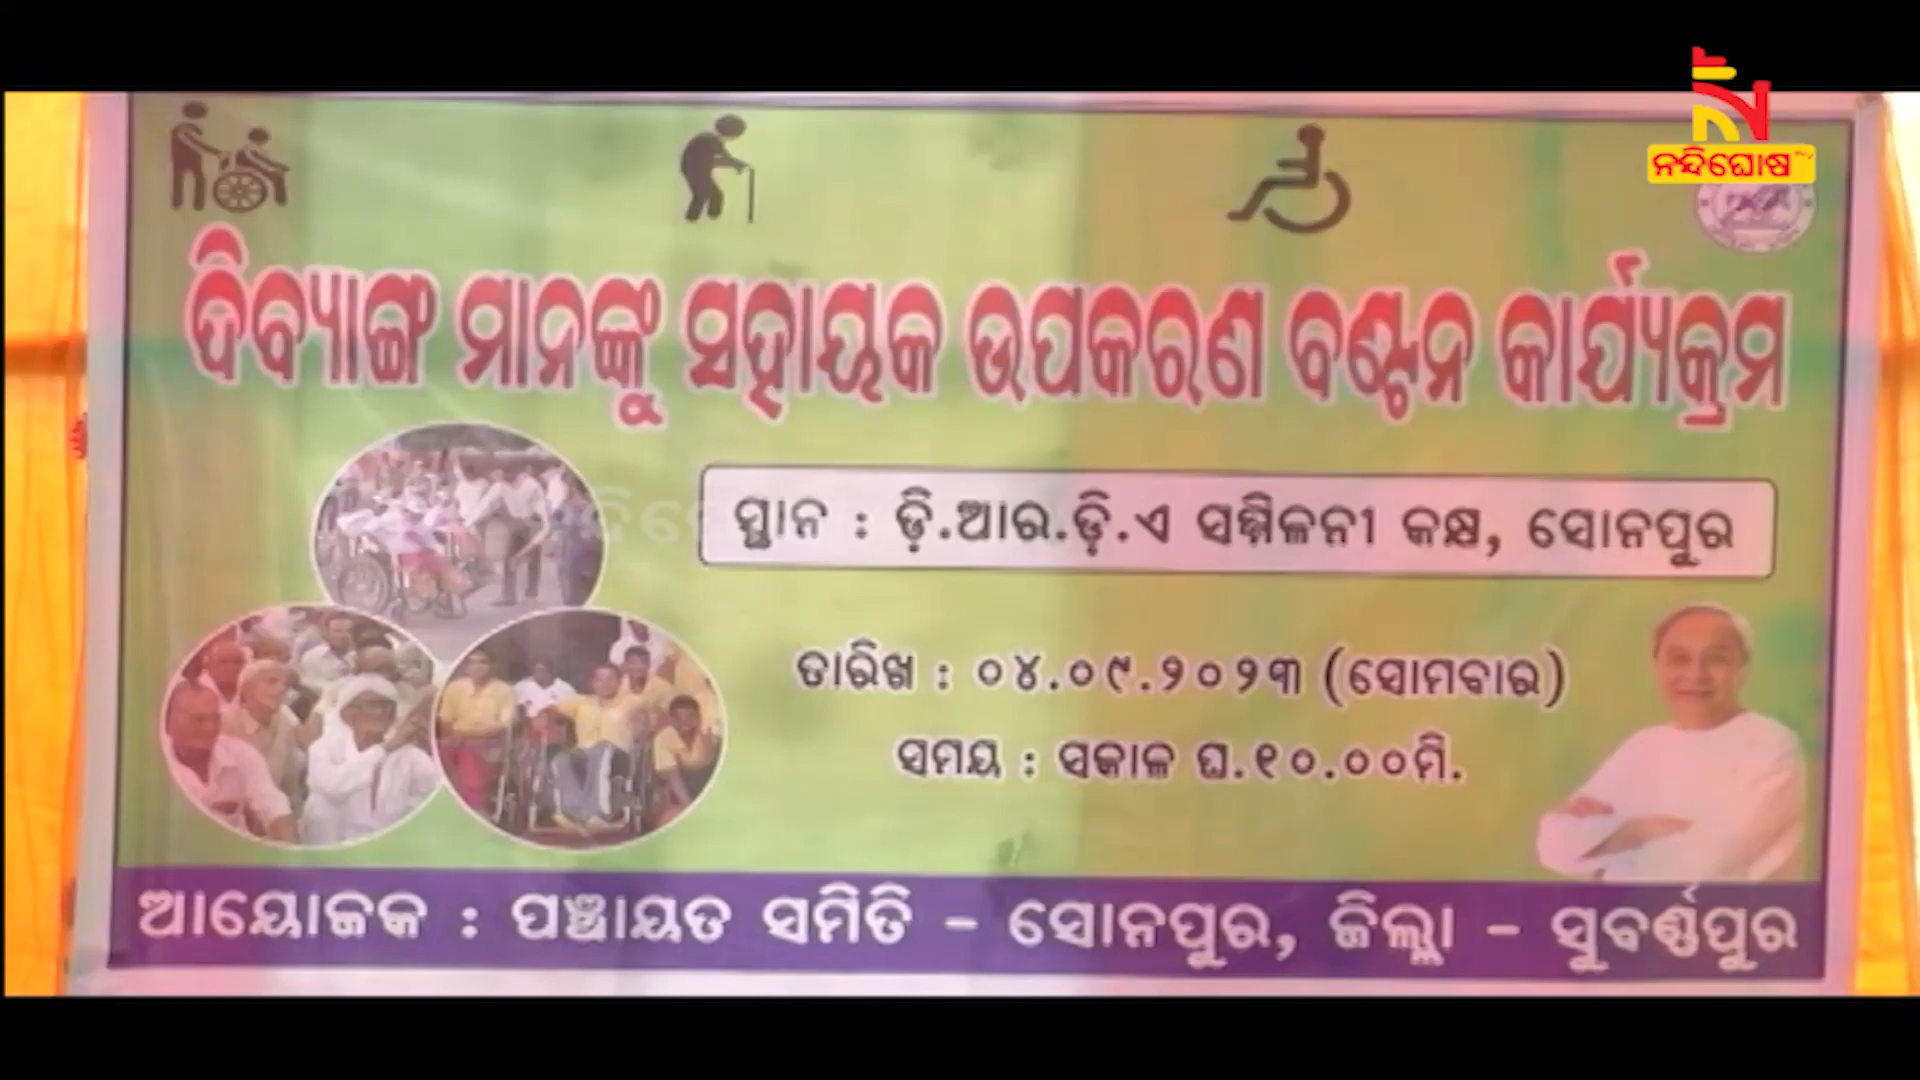 ନନ୍ଦିଘୋଷ
ଦିବ୍ୟାଙ୍ଗ ମାନଙ୍କୁ ସହାୟକ ଉପକରଣ ବଣ୍ଟନ କାର୍ଯ୍ୟକ୍ରମ
ସ୍ଥାନ : ଡ଼ି.ଆର.ଡ଼ି.ଏ ସମ୍ମିଳନୀ କକ୍ଷ, ସୋନପୁର
ତାରିଖ : ୦୪.୦୯.୨୦୨୩ (ସୋମବାର)
ସମୟ : ସକାଳ ଘ.୧୦.୦୦ମି.
ଆୟୋଜକ : ପଞ୍ଚାୟତ ସମିତି - ସୋନପୁର, ଜିଲ୍ଲା - ସୁବର୍ଣ୍ଣପୁର